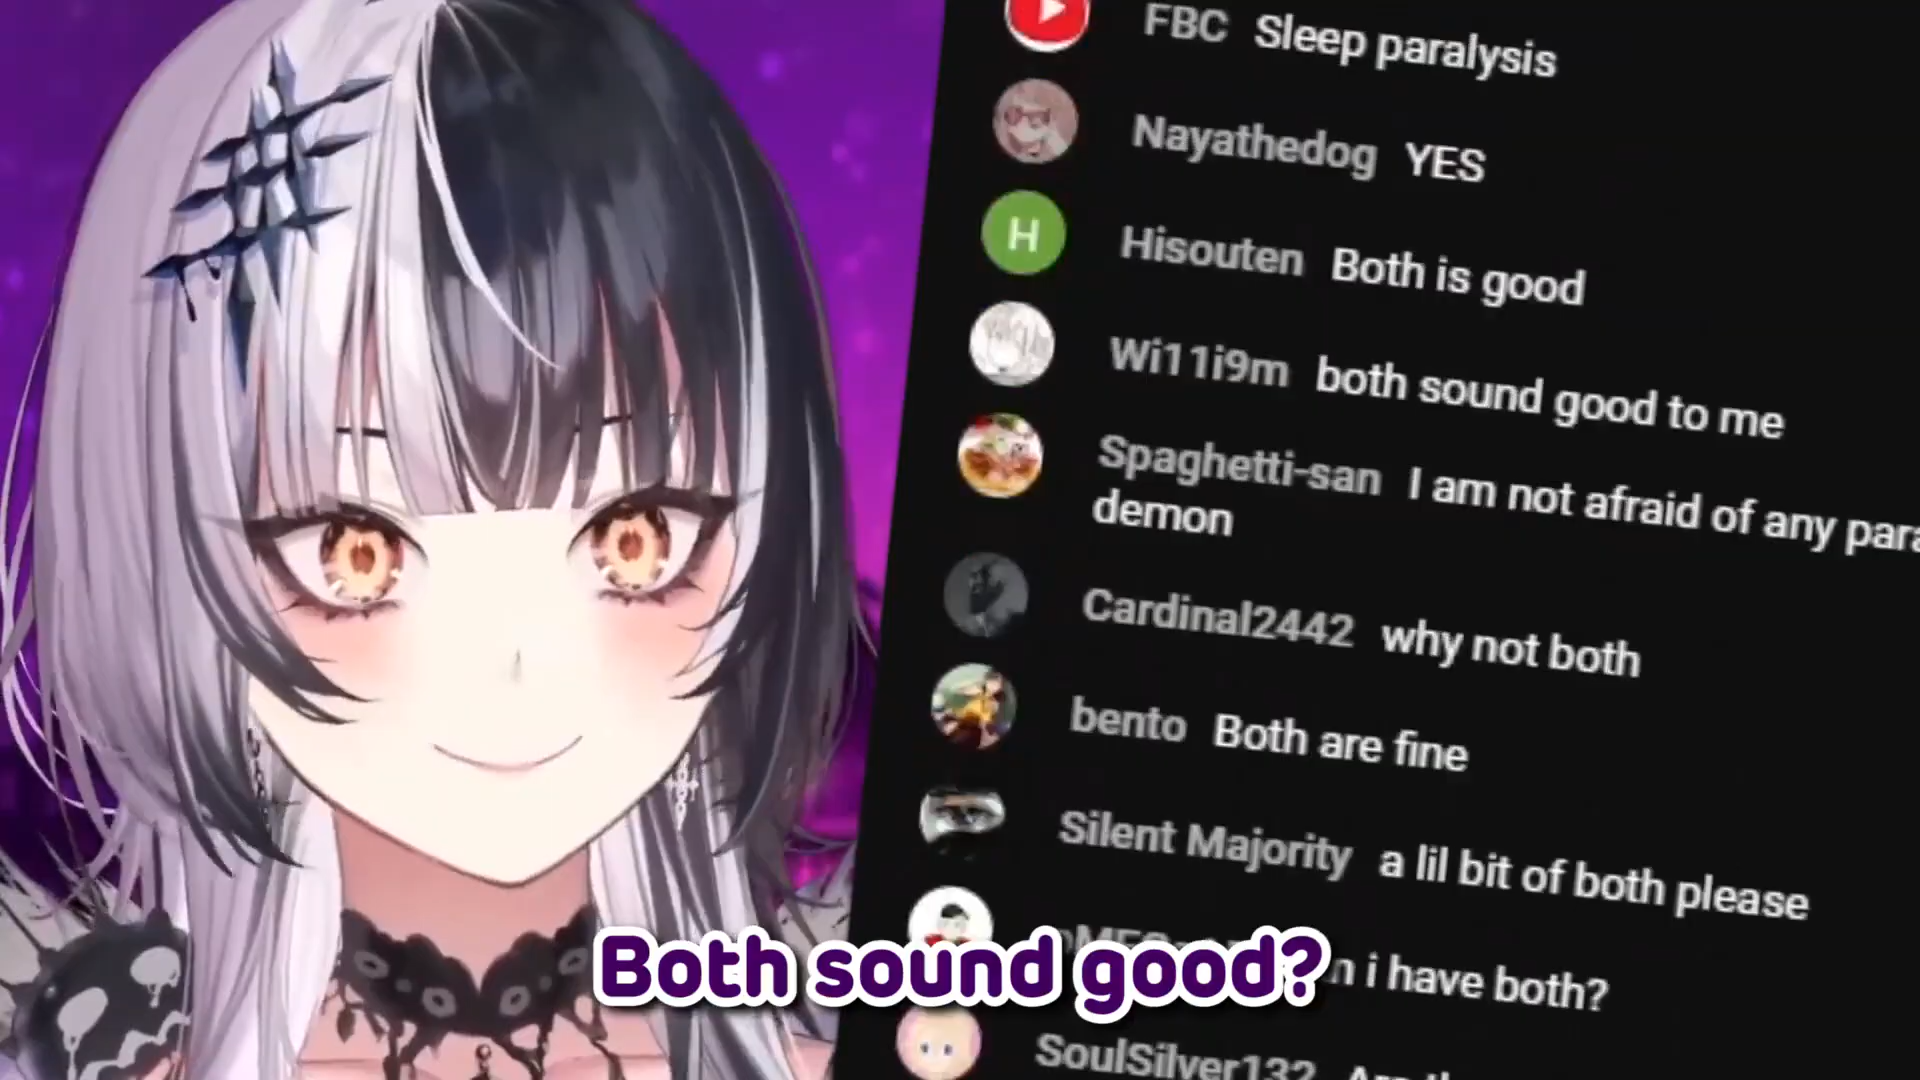 FBC Sleep paralysis
Nayathedog YES
H
Hisouten Both is good
Wi11i9m both sound good to me
Spaghetti-san I am not afraid of any
demon
Cardinal2442 why not both
bento Both are fine
Silent Majority a lil bit of both please
i have both?
Both sound good?
SoulSilver132